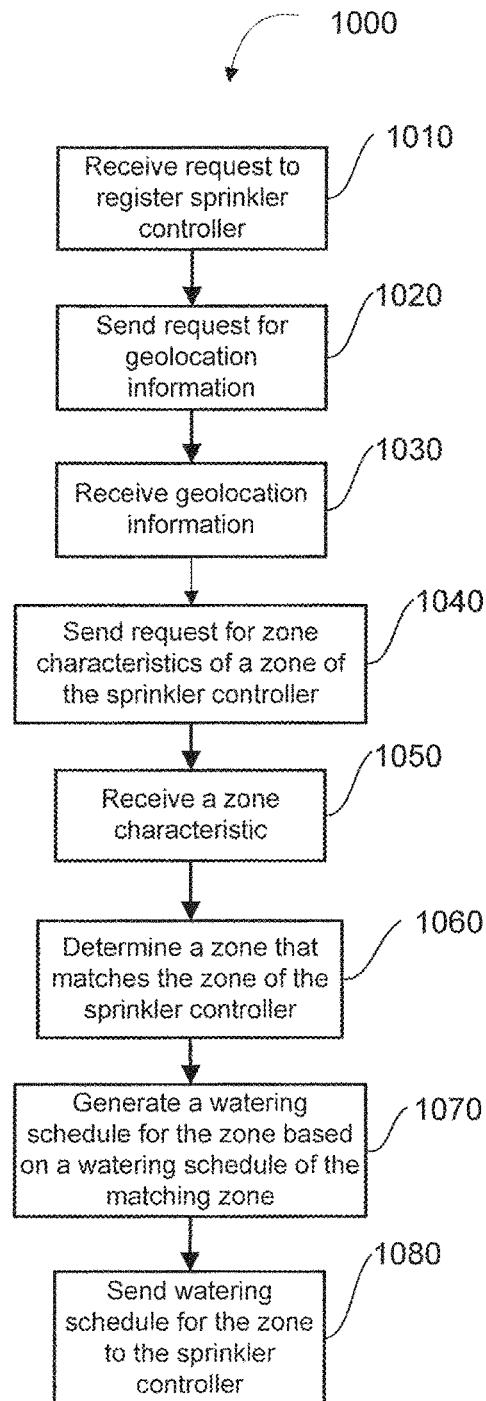 1000
1010
Receive request to
register sprinkler
controller
1020
Send request for
geolocation
information
1030
Receive geolocation
information
1040
Send request for zone
characteristics of a zone of
the sprinkler controller
1050
Receive a zone
characteristic
1060
Determine a zone that
matches the zone of the
sprinkler controller
1070
Generate a watering
schedule for the zone based
on a watering schedule of the
matching zone
1080
Send watering
schedule for the zone
to the sprinkler
controller